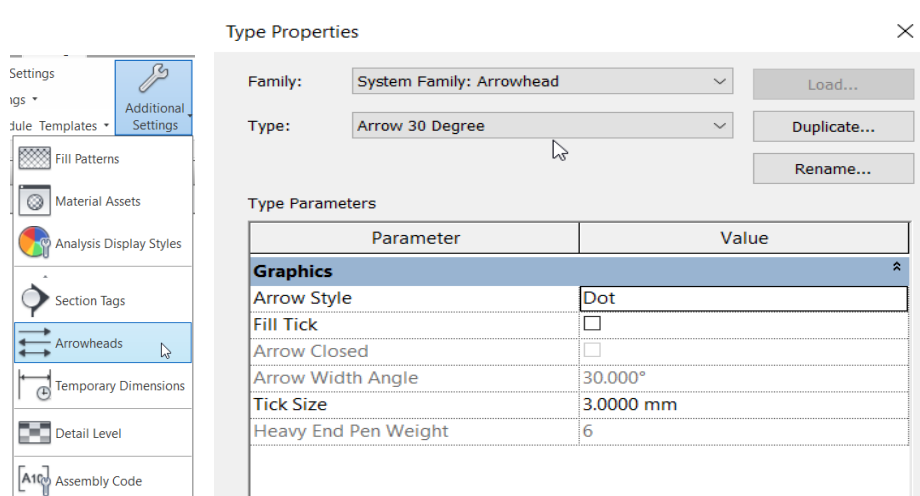 Type Properties
Settings
Additional
Settings
Templates
Fill Patterns
Material Assets
Analysis Display Styles
Section Tags
Arrowheads
Temporary Dimensions
Detail Level
Assembly Code
Family:
System Family: Arrowhead
Load...
Type:
Arrow 30 Degree
Duplicate...
Rename...
Type Parameters
Parameter Value
Graphics
Arrow Style Dot
Fill Tick
Arrow Closed
Arrow Width Angle 30.000°
Tick Size 3.0000 mm
Heavy End Pen Weight 6